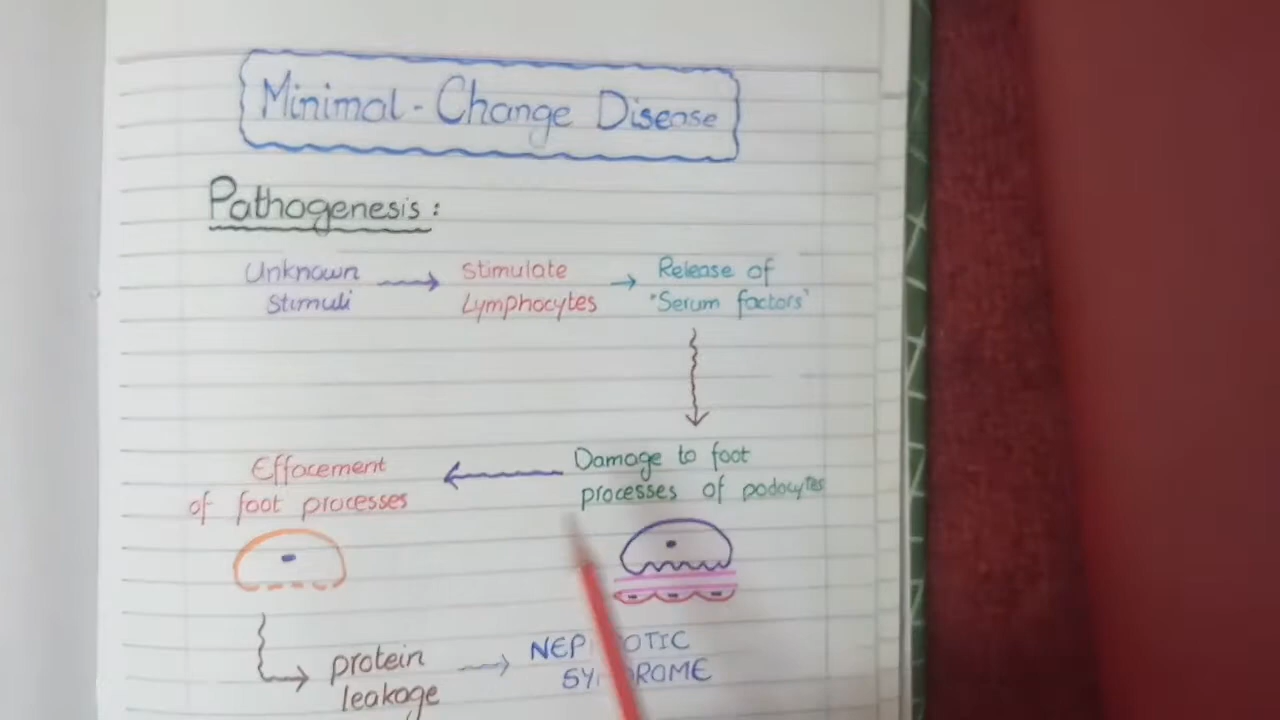 Minimal-Change Disease
Pathogenesis:
Unknown
Stimuli
Stimulate
Lymphocytes
Release of
"Serum factors"
Damage to foot
processes of podocytes
Effacement
of foot processes
protein
leakage